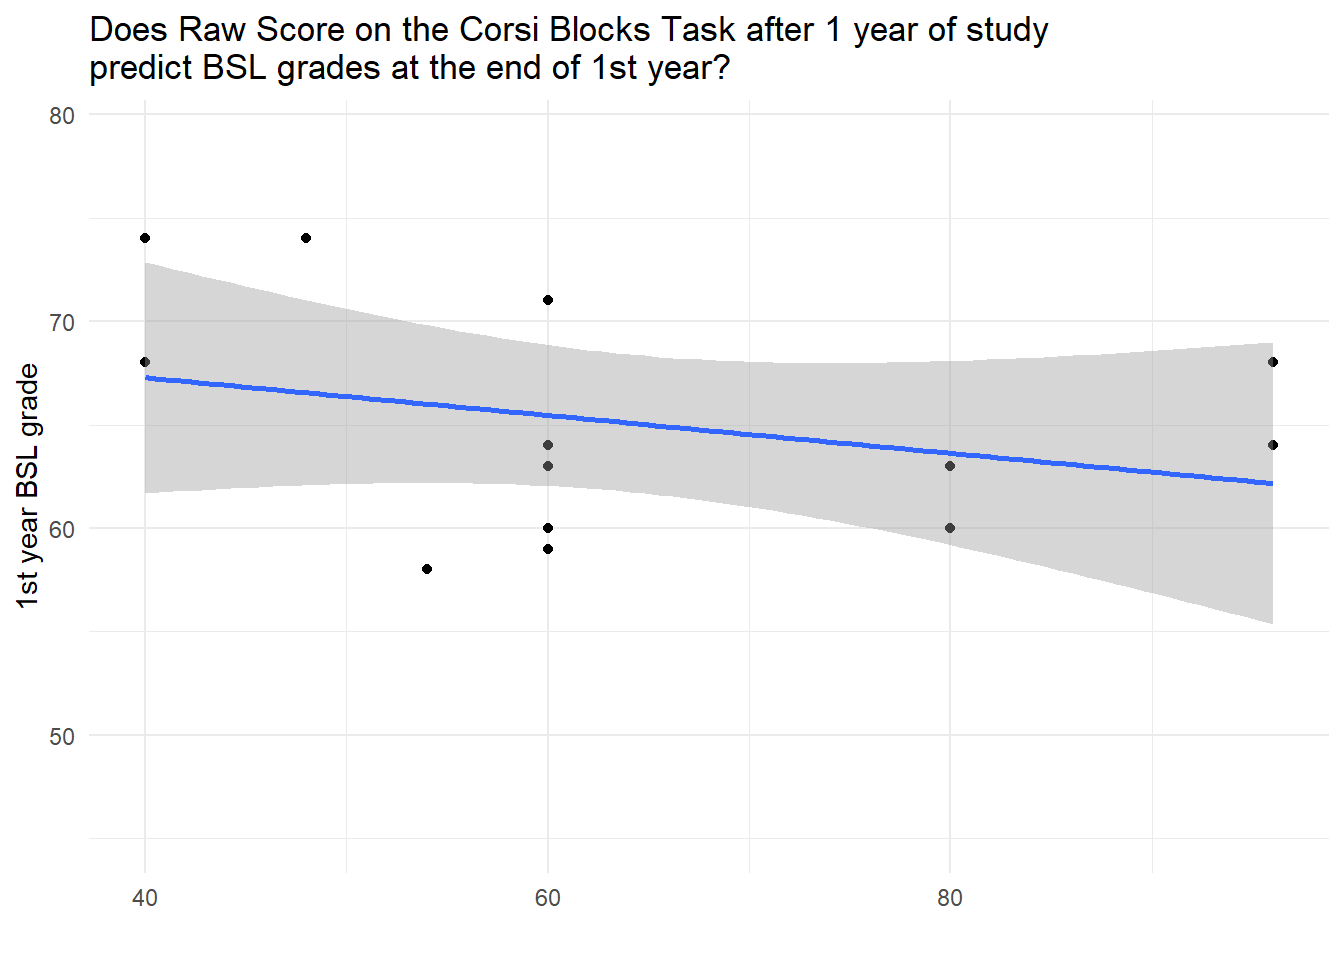 Does Raw Score on the Corsi Blocks Task after 1 year of study
predict BSL grades at the end of 1st year?
80
70
60
50
1st year BSL grade
40
60
80